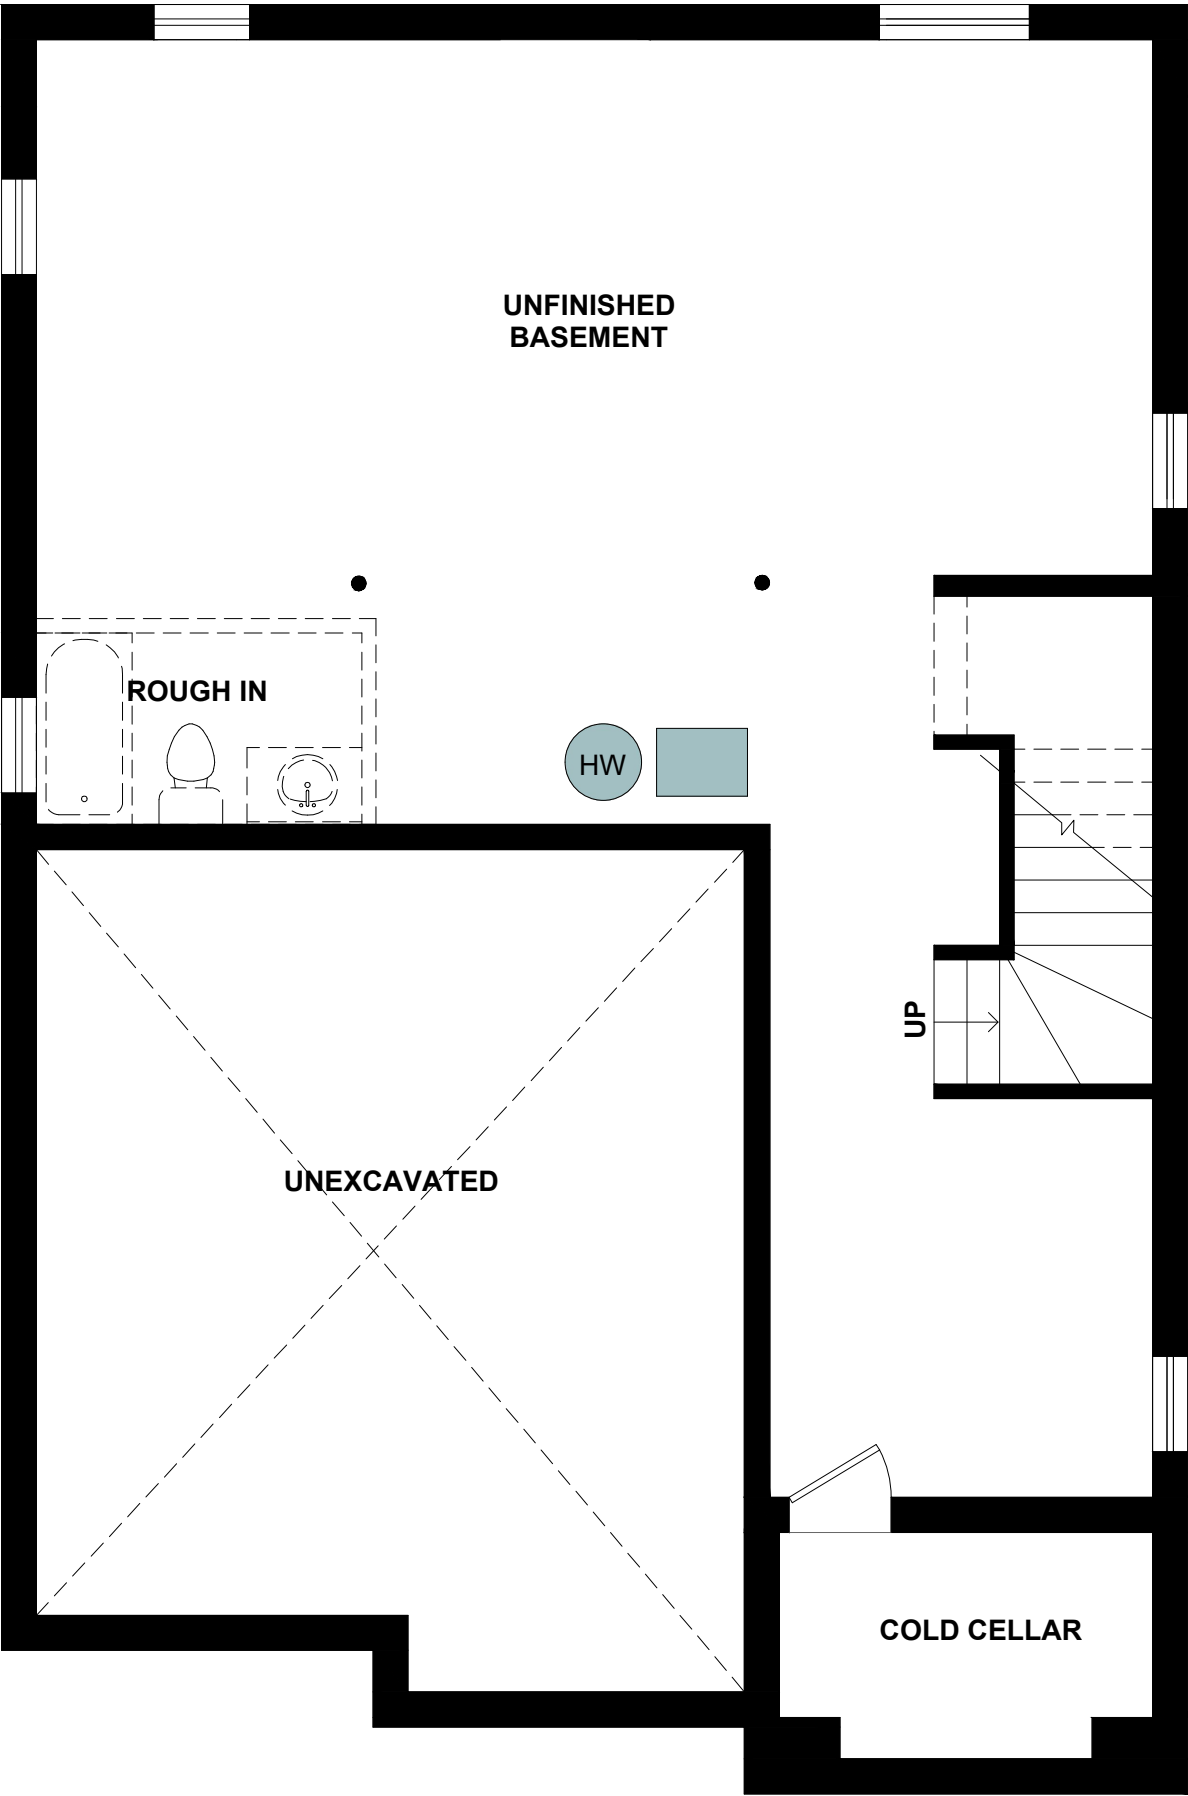 UNFINISHED
BASEMENT
ROUGH IN
HW
UP
UNEXCAVATED
COLD CELLAR